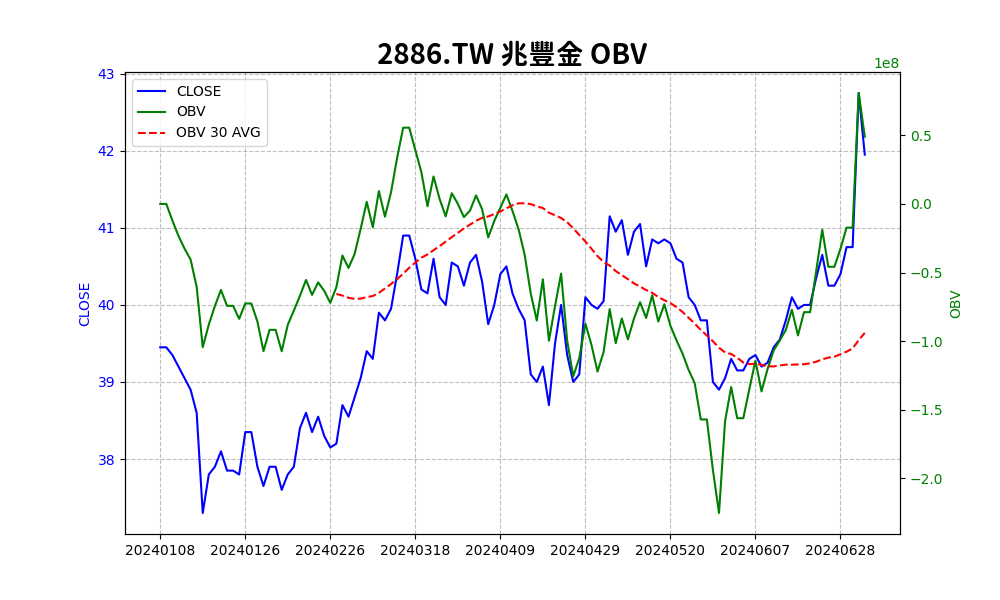 2886.TW 兆豐金 OBV
1e8
CLOSE
OBV
OBV 30 AVG
43
42
41
40
39
38
CLOSE
0.5
0.0
−0.5
−1.0
−1.5
−2.0
OBV
20240108 20240126 20240226 20240318 20240409 20240429 20240520 20240607 20240628